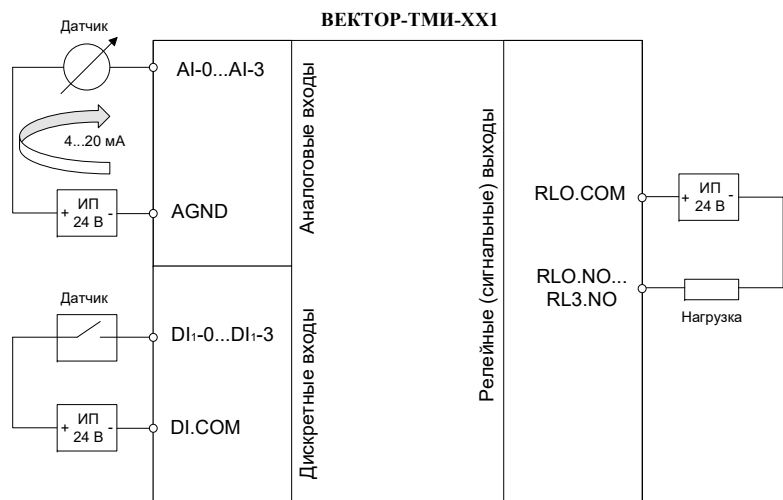 ВЕКТОР-ТМИ-XX1
Датчик
AI-0...AI-3
4...20 мА
AGND
ИП
+ 24 В -
Аналоговые входы
Датчик
DI₁-0...DI₁-3
ИП
+ 24 В -
DI.COM
Дискретные входы
Релейные (сигнальные) выходы
RLO.COM
ИП
+ 24 В -
RLO.NO...
RL3.NO
Нагрузка